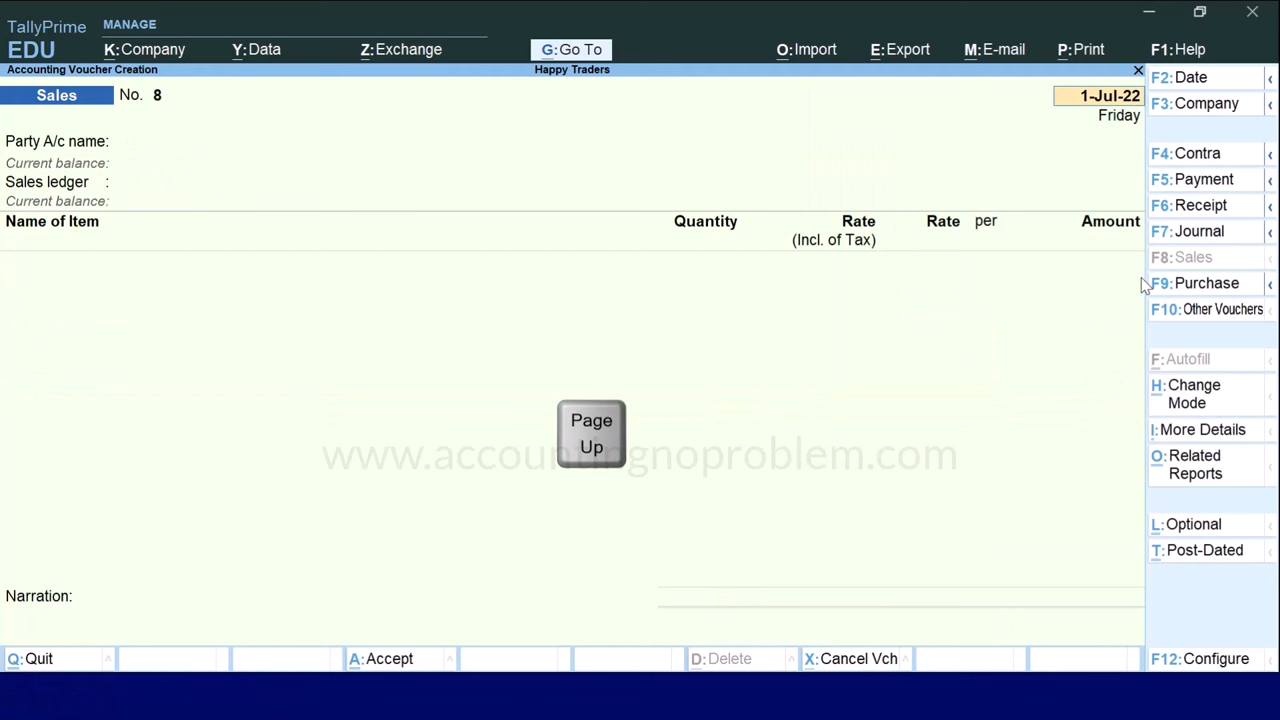 TallyPrime
EDU
MANAGE
K:Company Y:Data Z:Exchange G:Go To O:Import E:Export M:E-mail P:Print F1:Help
Accounting Voucher Creation Happy Traders
Sales No. 8 1-Jul-22
Friday
Party A/c name:
Current balance:
Sales ledger :
Current balance:
Name of Item Quantity Rate Rate per Amount
(Incl. of Tax)
Page
Up
www.accountingnoproblem.com
Narration:
F2:Date
F3:Company
F4:Contra
F5:Payment
F6:Receipt
F7:Journal
F8:Sales
F9:Purchase
F10:Other Vouchers
F:Autofill
H:Change
Mode
I:More Details
O:Related
Reports
L:Optional
T:Post-Dated
Q:Quit A:Accept D:Delete X:Cancel Vch F12:Configure